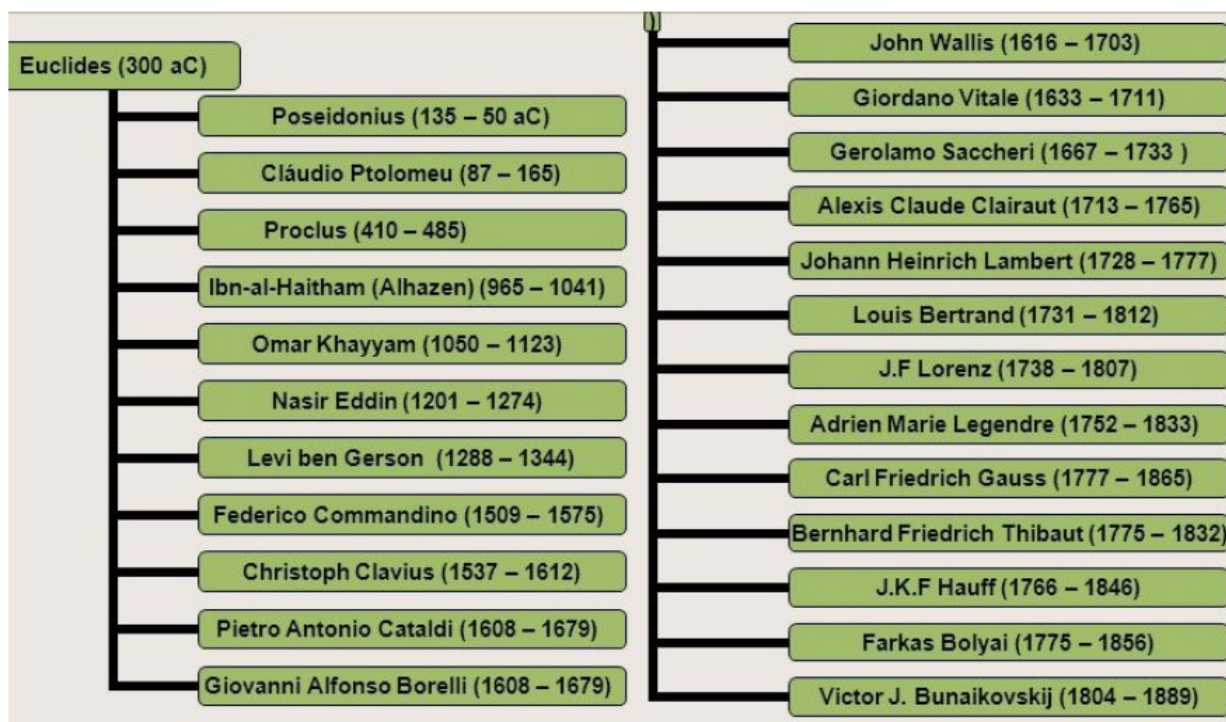 Euclides (300 aC)
Poseidonius (135 – 50 aC)
Cláudio Ptolomeu (87 – 165)
Proclus (410 – 485)
Ibn-al-Haitham (Alhazen) (965 – 1041)
Omar Khayyam (1050 – 1123)
Nasir Eddin (1201 – 1274)
Levi ben Gerson (1288 – 1344)
Federico Commandino (1509 – 1575)
Christoph Clavius (1537 – 1612)
Pietro Antonio Cataldi (1608 – 1679)
Giovanni Alfonso Borelli (1608 – 1679)
John Wallis (1616 – 1703)
Giordano Vitale (1633 – 1711)
Gerolamo Saccheri (1667 – 1733 )
Alexis Claude Clairaut (1713 – 1765)
Johann Heinrich Lambert (1728 – 1777)
Louis Bertrand (1731 – 1812)
J.F Lorenz (1738 – 1807)
Adrien Marie Legendre (1752 – 1833)
Carl Friedrich Gauss (1777 – 1865)
Bernhard Friedrich Thibaut (1775 – 1832)
J.K.F Hauff (1766 – 1846)
Farkas Bolyai (1775 – 1856)
Victor J. Bunaikovskij (1804 – 1889)